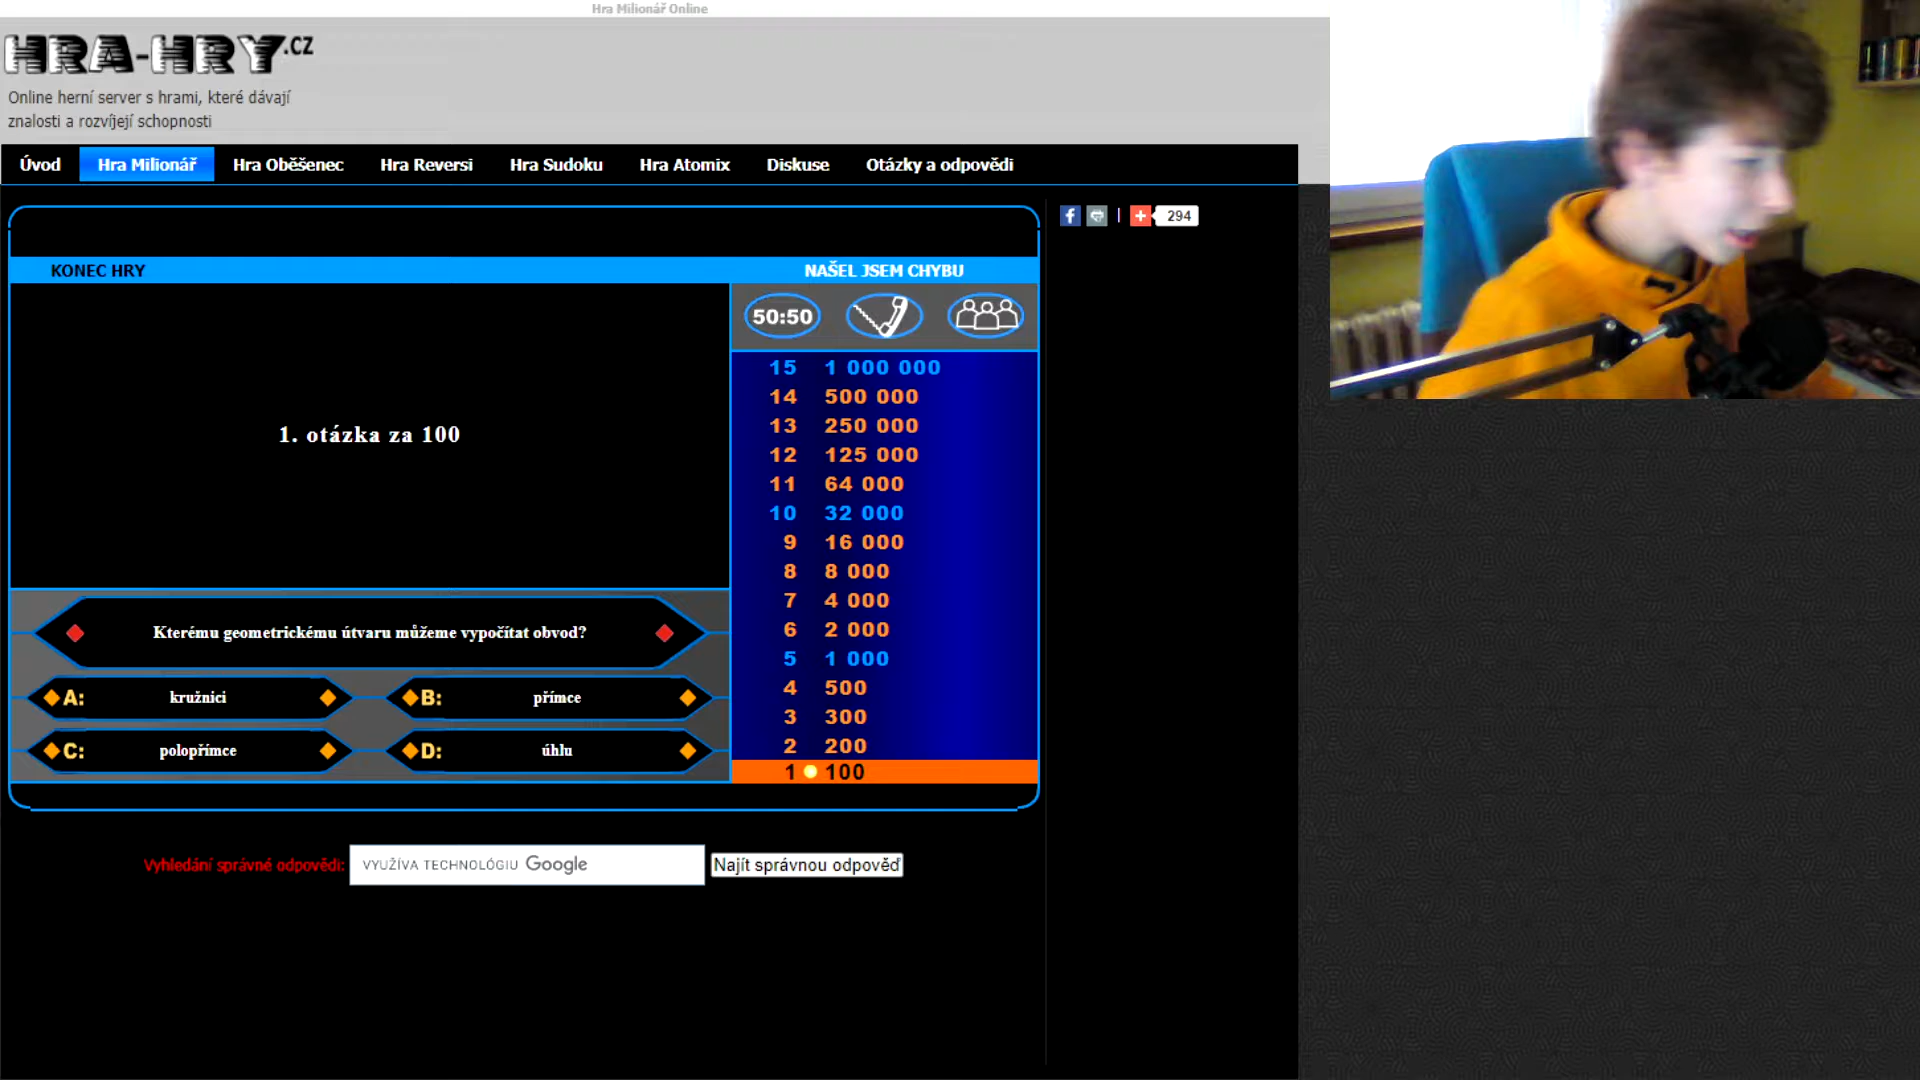 Hra Milionář Online
HRA-HRY.CZ
Online herní server s hrami, které dávají
znalosti a rozvíjejí schopnosti
Úvod Hra Milionář Hra Oběšenec Hra Reversi Hra Sudoku Hra Atomix Diskuse Otázky a odpovědi
294
KONEC HRY NAŠEL JSEM CHYBU
50:50
1. otázka za 100
15 1 000 000
14 500 000
13 250 000
12 125 000
11 64 000
10 32 000
9 16 000
8 8 000
7 4 000
6 2 000
5 1 000
4 500
3 300
2 200
1 100
Kterému geometrickému útvaru můžeme vypočítat obvod?
A: kružnici
B: přímce
C: polopřímce
D: úhlu
Vyhledání správné odpovědi: VYUŽÍVA TECHNOLÓGIU Google Najít správnou odpověď